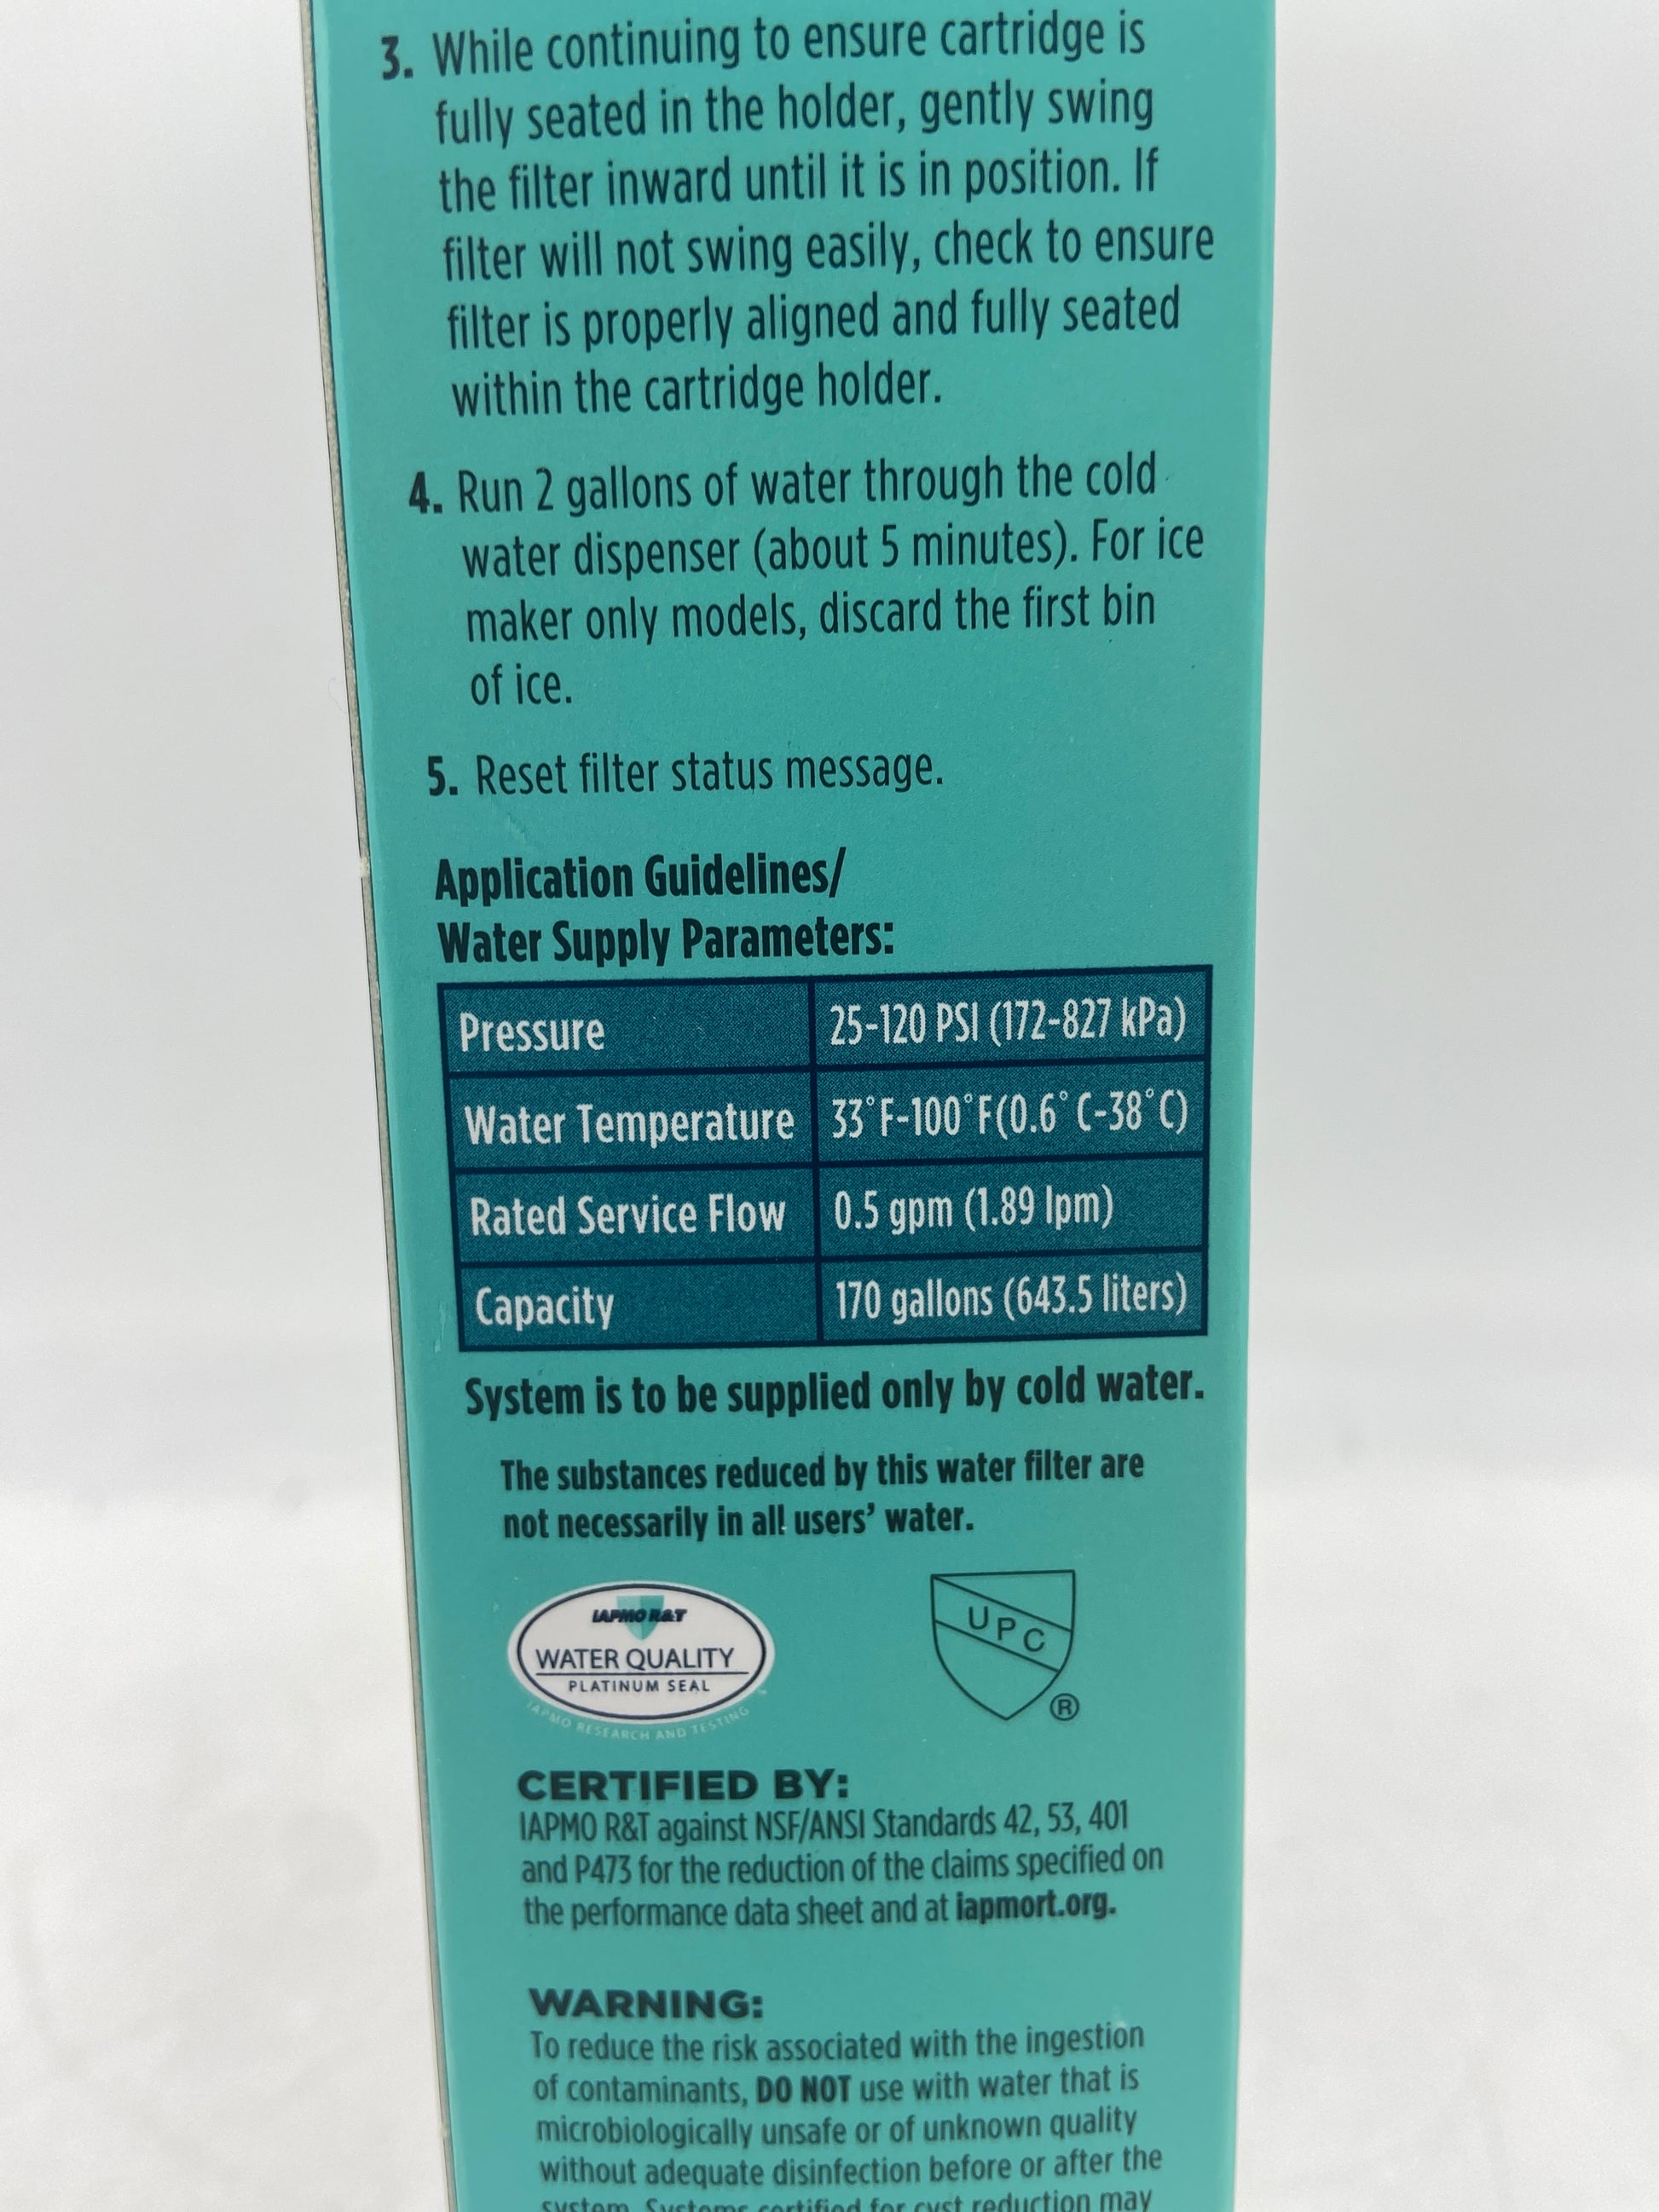 3. While continuing to ensure cartridge is
fully seated in the holder, gently swing
the filter inward until it is in position. If
filter will not swing easily, check to ensure
filter is properly aligned and fully seated
within the cartridge holder.
4. Run 2 gallons of water through the cold
water dispenser (about 5 minutes). For ice
maker only models, discard the first bin
of ice.
5. Reset filter status message.
Application Guidelines/
Water Supply Parameters:
Pressure 25-120 PSI (172-827 kPa)
Water Temperature 33°F-100°F(0.6°C-38°C)
Rated Service Flow 0.5 gpm (1.89 lpm)
Capacity 170 gallons (643.5 liters)
System is to be supplied only by cold water.
The substances reduced by this water filter are
not necessarily in all users' water.
IAPMO R&T
WATER QUALITY
PLATINUM SEAL
IAPMO RESEARCH AND TESTING
UPC
®
CERTIFIED BY:
IAPMO R&T against NSF/ANSI Standards 42, 53, 401
and P473 for the reduction of the claims specified on
the performance data sheet and at iapmort.org.
WARNING:
To reduce the risk associated with the ingestion
of contaminants, DO NOT use with water that is
microbiologically unsafe or of unknown quality
without adequate disinfection before or after the
system. Systems certified for cyst reduction may